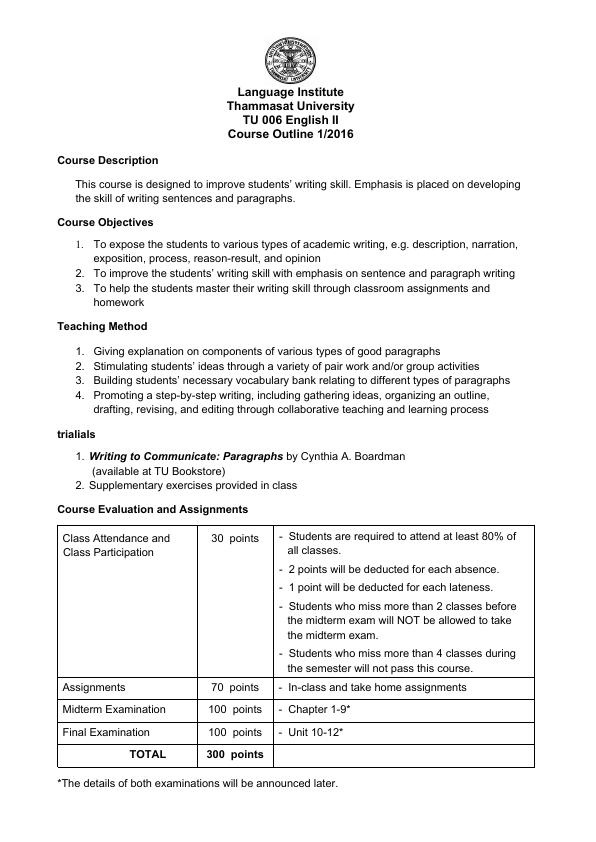 Language Institute
Thammasat University
TU 006 English II
Course Outline 1/2016
Course Description
This course is designed to improve students’ writing skill. Emphasis is placed on developing
the skill of writing sentences and paragraphs.
Course Objectives
1. To expose the students to various types of academic writing, e.g. description, narration,
exposition, process, reason-result, and opinion
2. To improve the students’ writing skill with emphasis on sentence and paragraph writing
3. To help the students master their writing skill through classroom assignments and
homework
Teaching Method
1. Giving explanation on components of various types of good paragraphs
2. Stimulating students’ ideas through a variety of pair work and/or group activities
3. Building students’ necessary vocabulary bank relating to different types of paragraphs
4. Promoting a step-by-step writing, including gathering ideas, organizing an outline,
drafting, revising, and editing through collaborative teaching and learning process
trialials
1. Writing to Communicate: Paragraphs by Cynthia A. Boardman
(available at TU Bookstore)
2. Supplementary exercises provided in class
Course Evaluation and Assignments
Class Attendance and
Class Participation
30 points
- Students are required to attend at least 80% of
all classes.
- 2 points will be deducted for each absence.
- 1 point will be deducted for each lateness.
- Students who miss more than 2 classes before
the midterm exam will NOT be allowed to take
the midterm exam.
- Students who miss more than 4 classes during
the semester will not pass this course.
Assignments 70 points - In-class and take home assignments
Midterm Examination 100 points - Chapter 1-9*
Final Examination 100 points - Unit 10-12*
TOTAL 300 points
*The details of both examinations will be announced later.